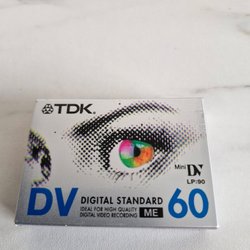 TDK
Mini DV
LP:90
DV DIGITAL STANDARD
IDEAL FOR HIGH QUALITY
DIGITAL VIDEO RECORDING ME 60